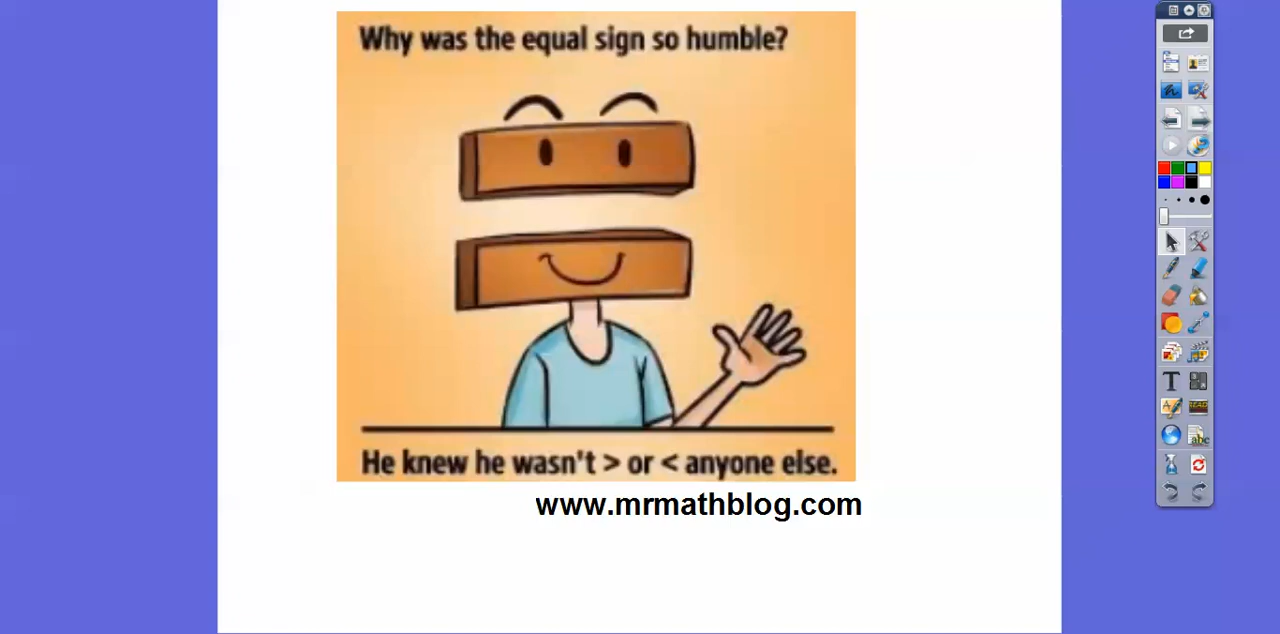 Why was the equal sign so humble?
He knew he wasn't > or < anyone else.
www.mrmathblog.com